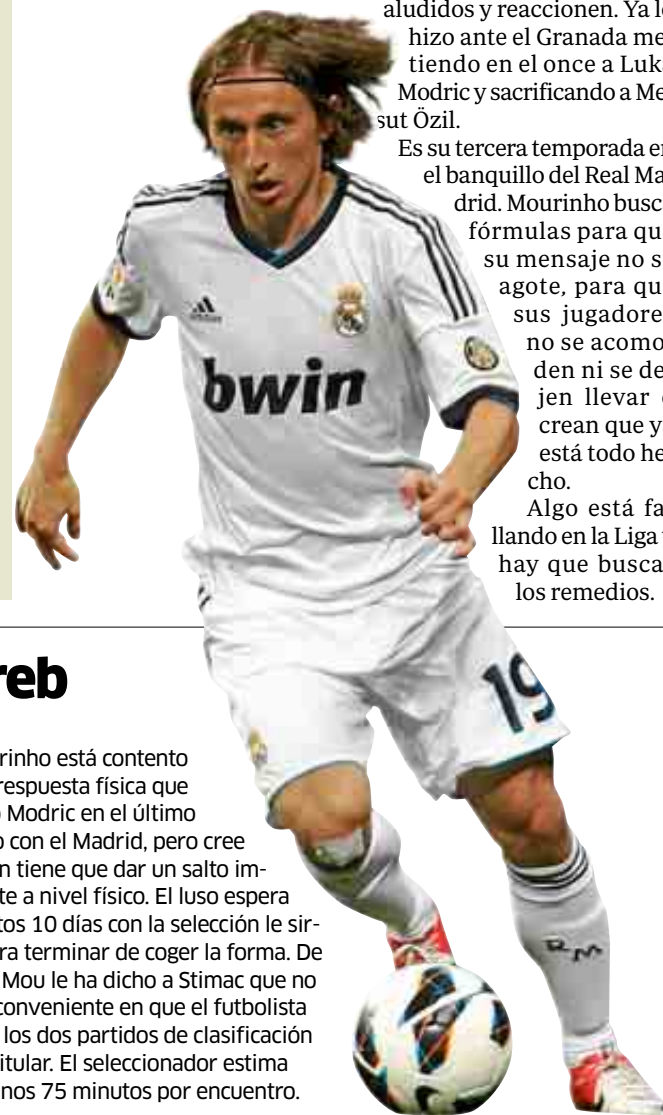 aludidos y reaccionen. Ya lo
hizo ante el Granada me
tiendo en el once a Luka
Modric y sacrificando a Me
sut Özil.
Es su tercera temporada en
el banquillo del Real Ma
drid. Mourinho busc
fórmulas para qu
su mensaje no s
agote, para qu
sus jugadore
no se acomo
den ni se de
jen llevar
crean que y
está todo he
cho.
Algo está fa
llando en la Liga
hay que busca
los remedios.
adidas
bwin
19
RM
reb
rinho está contento
respuesta física que
Modric en el último
con el Madrid, pero cree
n tiene que dar un salto im-
te a nivel físico. El luso espera
tos 10 días con la selección le sir-
ra terminar de coger la forma. De
Mou le ha dicho a Stimac que no
conveniente en que el futbolista
los dos partidos de clasificación
itular. El seleccionador estima
nos 75 minutos por encuentro.